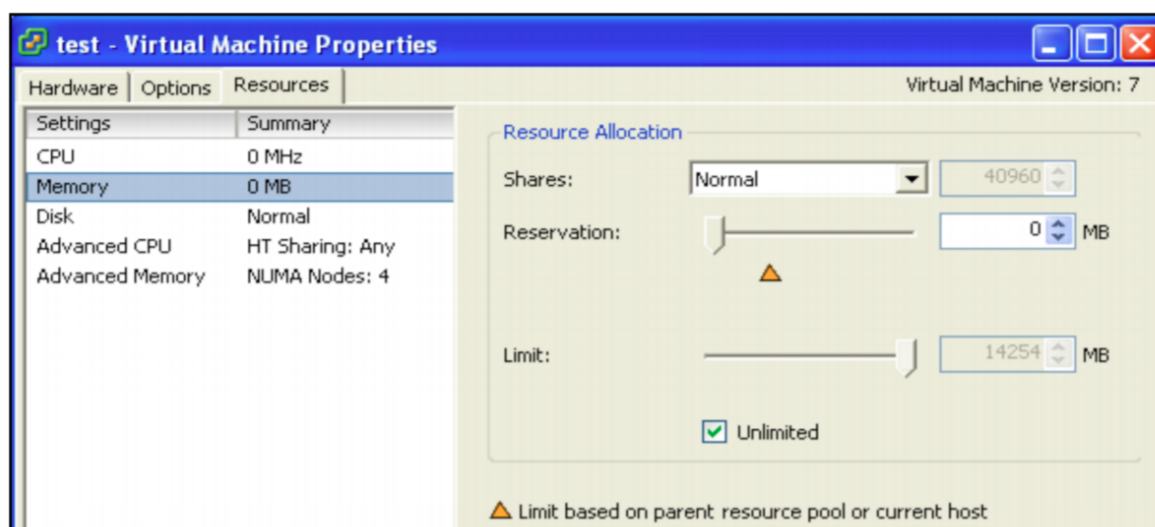 test - Virtual Machine Properties
Hardware Options Resources Virtual Machine Version: 7
Settings Summary
CPU 0 MHz
Memory 0 MB
Disk Normal
Advanced CPU HT Sharing: Any
Advanced Memory NUMA Nodes: 4
Resource Allocation
Shares: Normal 40960
Reservation: 0 MB
Limit: 14254 MB
Unlimited
Limit based on parent resource pool or current host